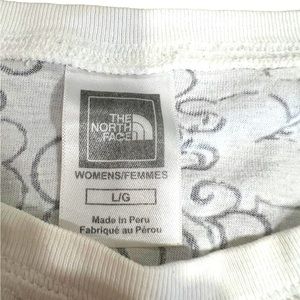 THE
NORTH
FACE
WOMENS/FEMMES
L/G
Made in Peru
Fabriqué au Pérou